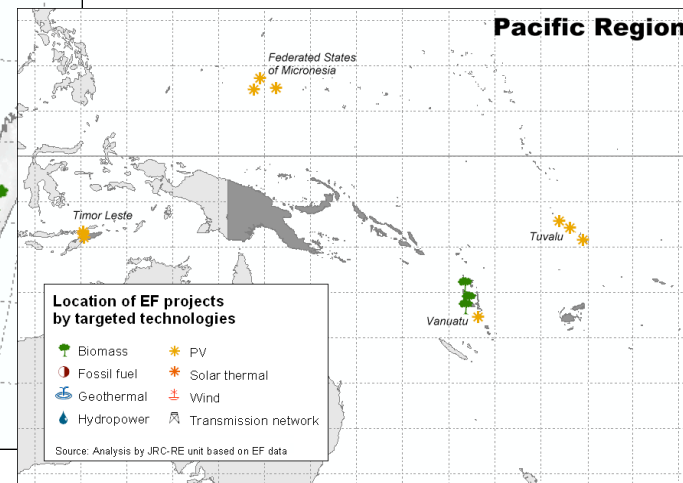 Pacific Region
Federated States
of Micronesia
Timor Leste
Tuvalu
Vanuatu
Location of EF projects
by targeted technologies
Biomass
PV
Fossil fuel
Solar thermal
Geothermal
Wind
Hydropower
Transmission network
Source: Analysis by JRC-RE unit based on EF data